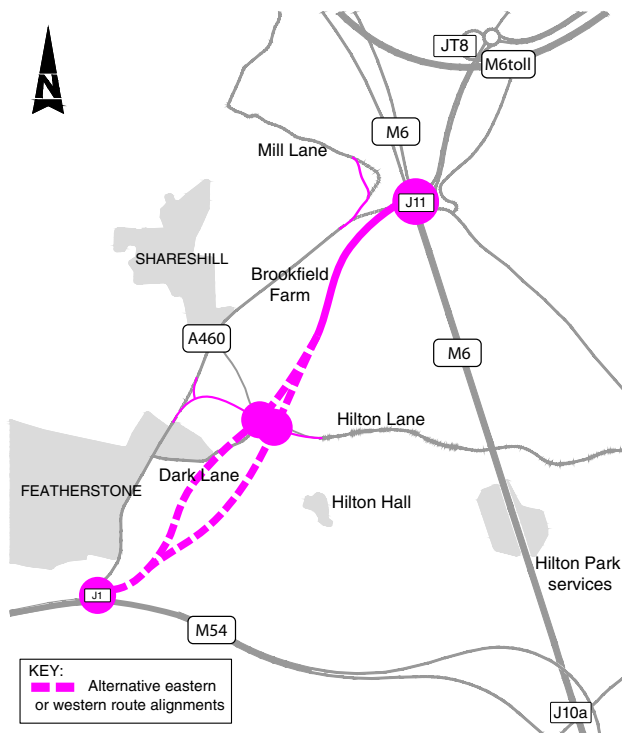 JT8
M6toll
N
M6
Mill Lane
J11
SHARESHILL
Brookfield
Farm
A460
M6
Hilton Lane
Dark Lane
FEATHERSTONE
Hilton Hall
Hilton Park
services
J1
M54
KEY:
Alternative eastern
or western route alignments
J10a